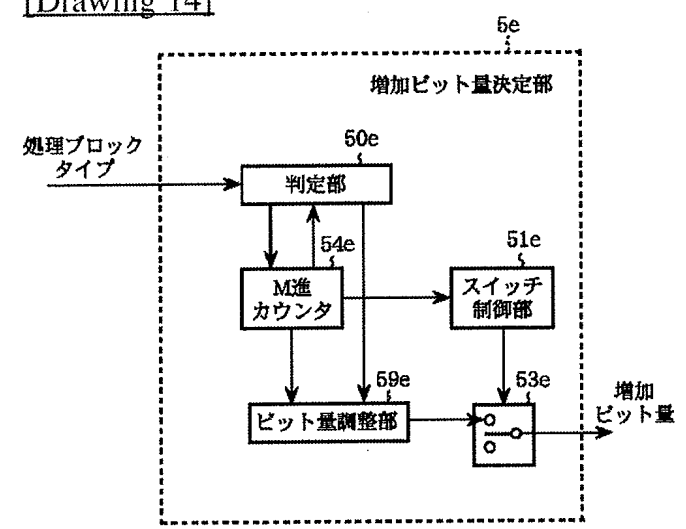 [Drawing 14]
5e
増加ビット量決定部
処理ブロック
タイプ
50e
判定部
54e
M進
カウンタ
51e
スイッチ
制御部
59e
ビット量調整部
53e
増加
ビット量